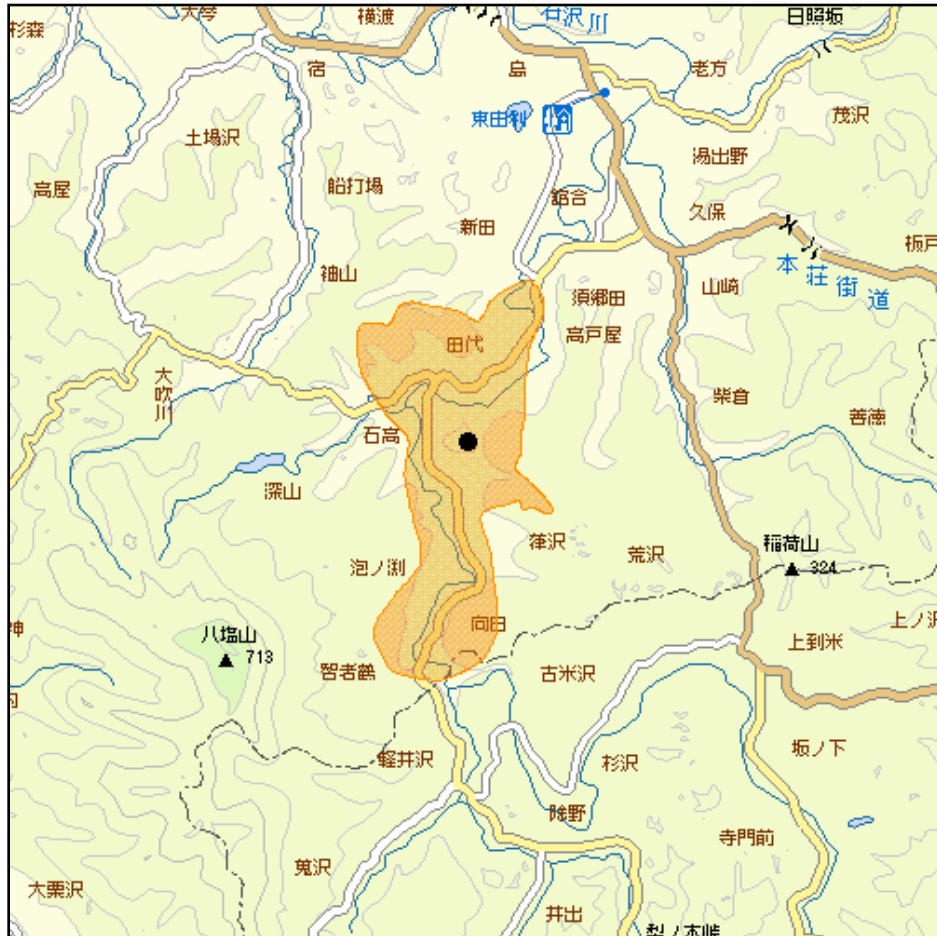 大琴
横渡
石沢川
日照坂
杉森
宿
島
老方
東由利
茂沢
土場沢
湯出野
高屋
船打場
舘合
久保
新田
板戸
本荘街道
袖山
須郷田
山崎
高戸屋
田代
大吹川
柴倉
石高
善徳
深山
稲荷山
324
泡ノ渕
荒沢
上ノ沢
神
八塩山
713
向田
上到米
智者鶴
古米沢
坂ノ下
軽井沢
杉沢
除野
寺門前
蒐沢
大栗沢
井出